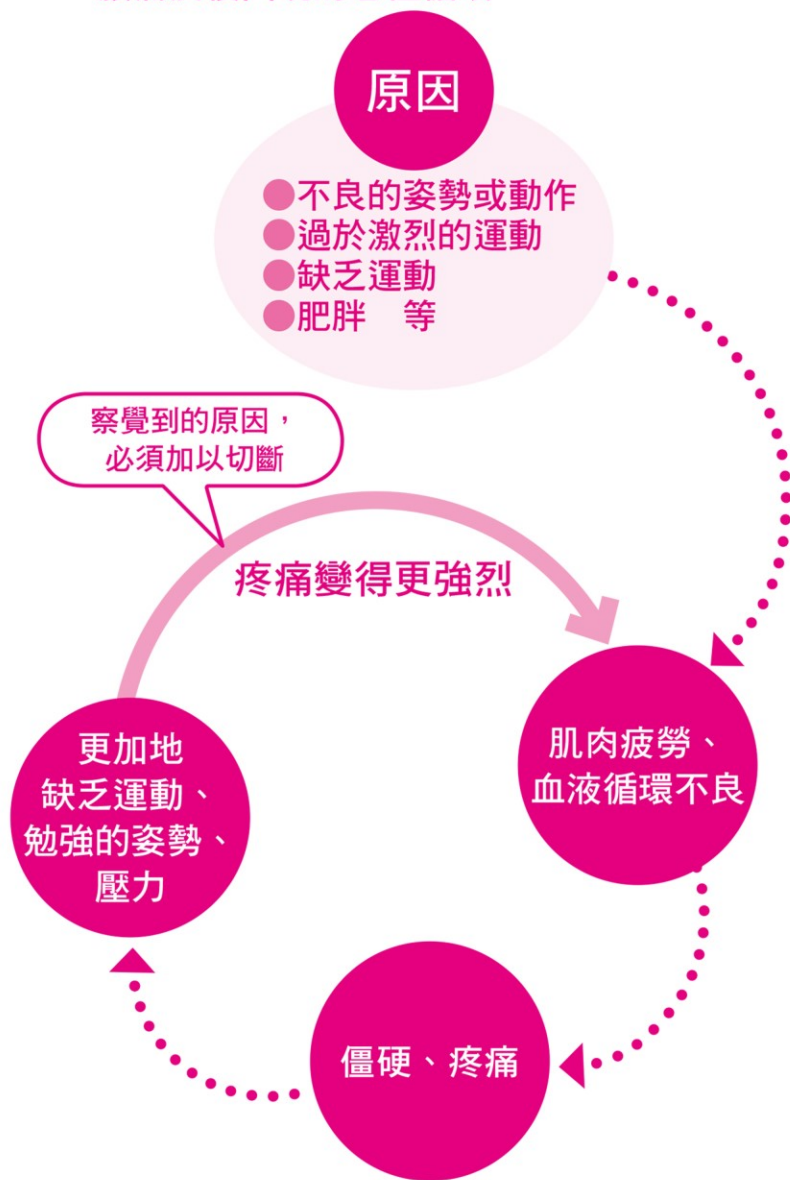 原因
●不良的姿勢或動作
●過於激烈的運動
●缺乏運動
●肥胖　等
察覺到的原因，
必須加以切斷
疼痛變得更強烈
肌肉疲勞、
血液循環不良
更加地
缺乏運動、
勉強的姿勢、
壓力
僵硬、疼痛